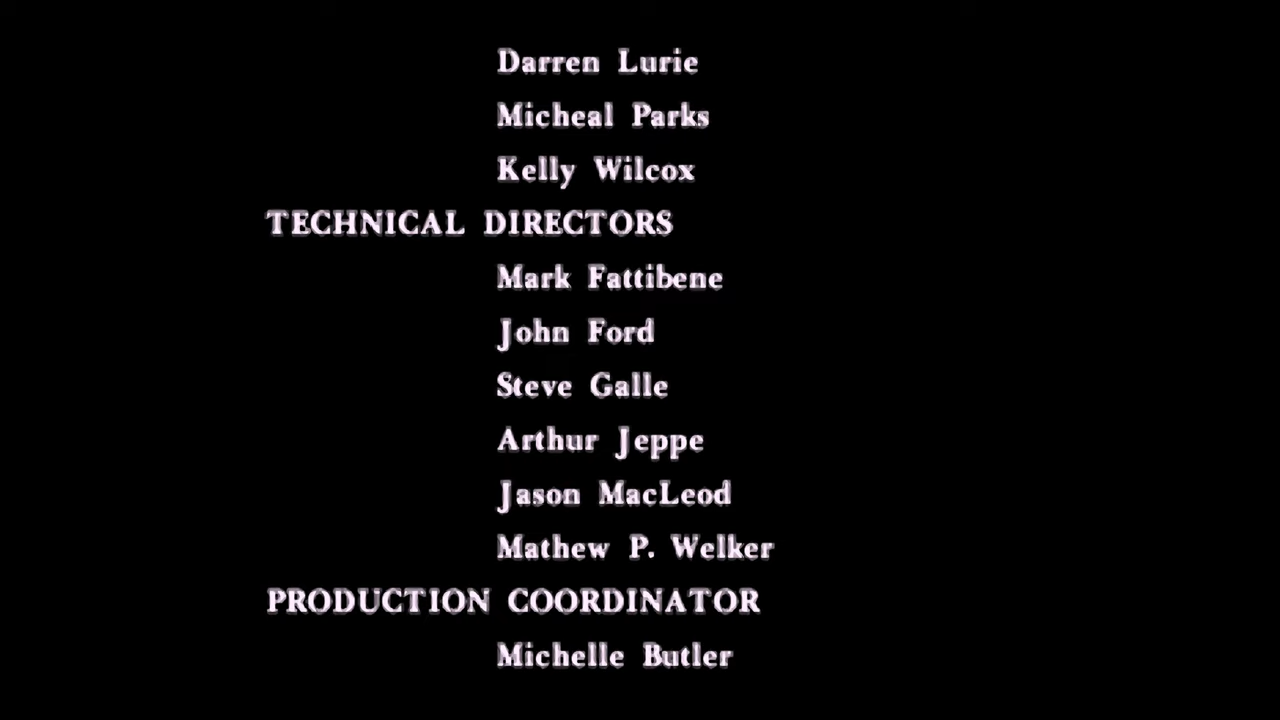 Darren Lurie
Micheal Parks
Kelly Wilcox
TECHNICAL DIRECTORS
Mark Fattibene
John Ford
Steve Galle
Arthur Jeppe
Jason MacLeod
Mathew P. Welker
PRODUCTION COORDINATOR
Michelle Butler